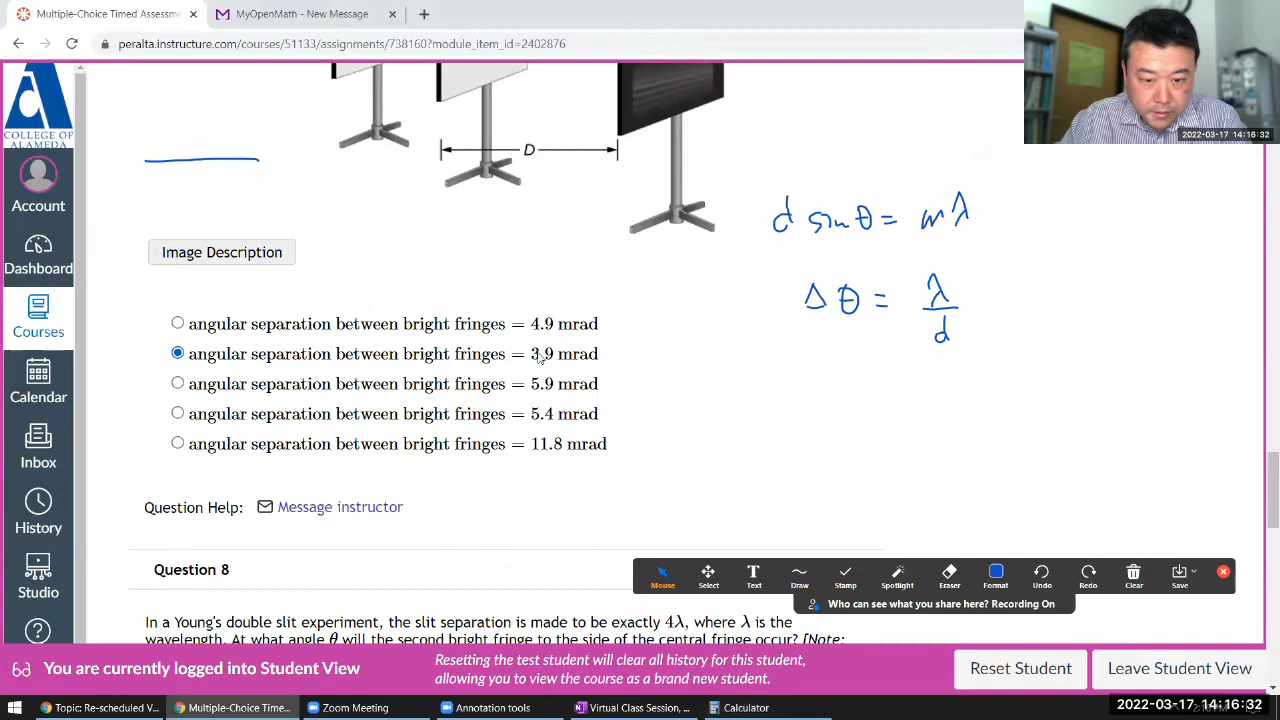 Multiple-Choice Timed Assessm
MyOpenMath - New Message
peralta.instructure.com/courses/51133/assignments/738160?module_item_id=2402876
2022-03-17 14:16:32
COLLEGE OF
ALAMEDA
Account
Dashboard
Courses
Calendar
Inbox
History
Studio
D
d sin θ = mλ
Δθ = λ/d
Image Description
angular separation between bright fringes = 4.9 mrad
angular separation between bright fringes = 3.9 mrad
angular separation between bright fringes = 5.9 mrad
angular separation between bright fringes = 5.4 mrad
angular separation between bright fringes = 11.8 mrad
Question Help: Message instructor
Question 8
Mouse Select Text Draw Stamp Spotlight Eraser Format Undo Redo Clear Save
Who can see what you share here? Recording On
In a Young's double slit experiment, the slit separation is made to be exactly 4λ, where λ is the
wavelength. At what angle θ will the second bright fringe to the side of the central fringe occur? [Note:
You are currently logged into Student View
Resetting the test student will clear all history for this student,
allowing you to view the course as a brand new student.
Reset Student
Leave Student View
Topic: Re-scheduled V...
Multiple-Choice Time...
Zoom Meeting
Annotation tools
Virtual Class Session, ...
Calculator
2022-03-17 14:16:32